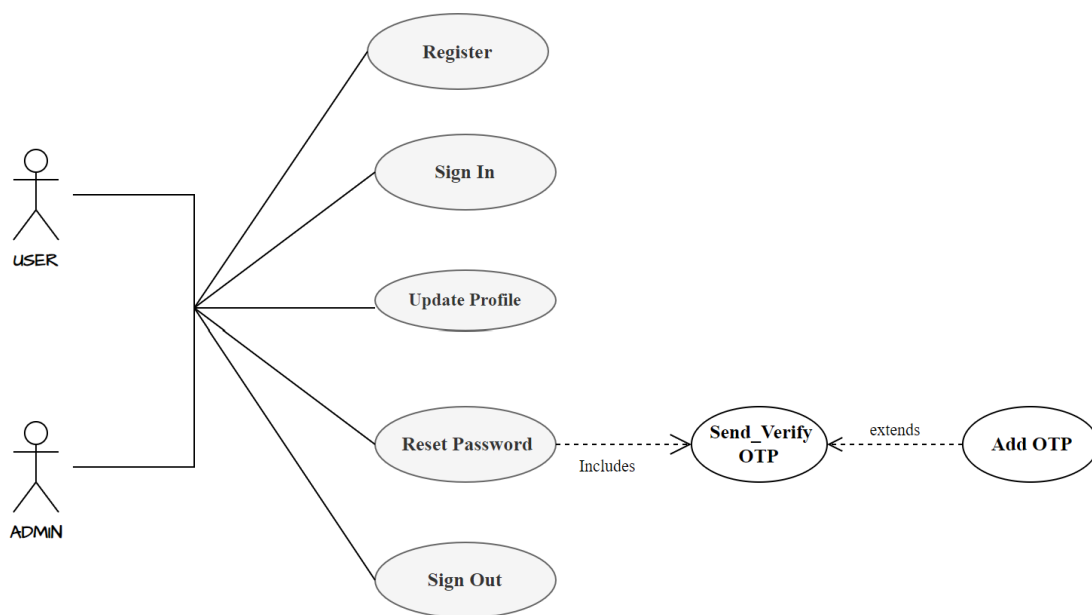 Register
Sign In
USER
Update Profile
Reset Password
Includes
Send_Verify
OTP
extends
Add OTP
ADMIN
Sign Out